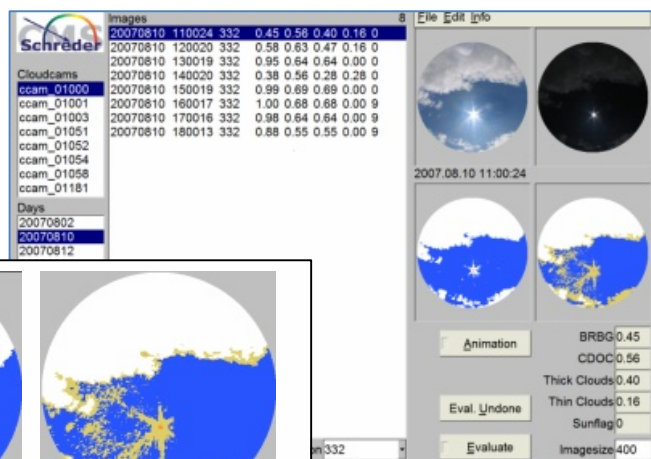 CMS
Schreder
Images 8
20070810 110024 332 0.45 0.56 0.40 0.16 0
20070810 120020 332 0.58 0.63 0.47 0.16 0
20070810 130019 332 0.95 0.64 0.64 0.00 0
20070810 140020 332 0.38 0.56 0.28 0.28 0
20070810 150019 332 0.99 0.69 0.69 0.00 0
20070810 160017 332 1.00 0.68 0.68 0.00 9
20070810 170016 332 0.98 0.64 0.64 0.00 9
20070810 180013 332 0.88 0.55 0.55 0.00 9
Cloudcams
ccam_01000
ccam_01001
ccam_01003
ccam_01051
ccam_01052
ccam_01054
ccam_01058
ccam_01181
Days
20070802
20070810
20070812
File Edit Info
2007.08.10 11:00:24
Animation
Eval. Undone
Evaluate
BRBG 0.45
CDOC 0.56
Thick Clouds 0.40
Thin Clouds 0.16
Sunflag 0
Imagesize 400
on 332